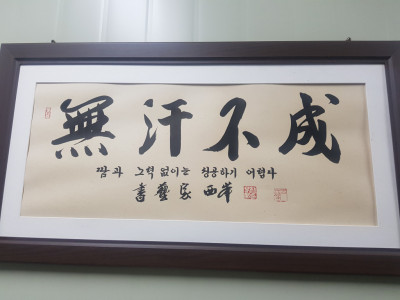 無汗不成
땀과 노력 없이는 성공하기 어렵다
書藝家 西峯